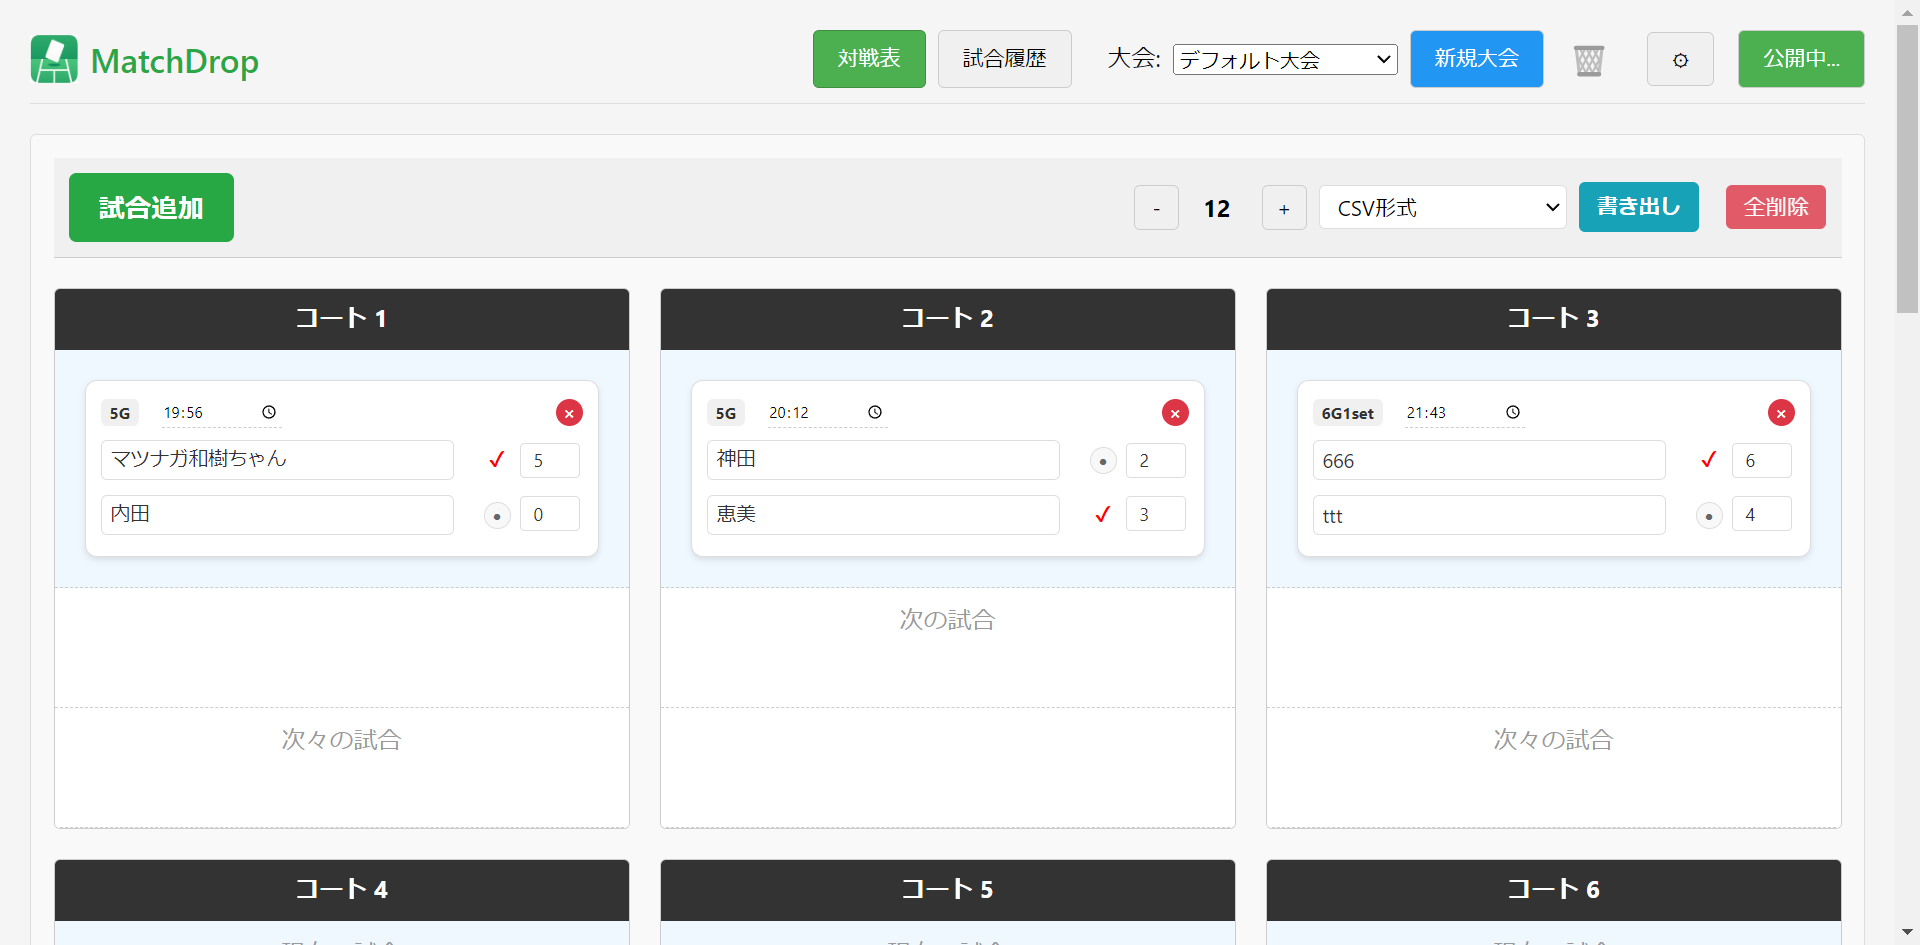 MatchDrop
対戦表 試合履歴 大会: デフォルト大会 新規大会 公開中...
試合追加 - 12 + CSV形式 書き出し 全削除
コート 1
5G 19:56
マツナガ和樹ちゃん 5
内田 0
次々の試合
コート 2
5G 20:12
神田 2
恵美 3
次の試合
コート 3
6G1set 21:43
666 6
ttt 4
次々の試合
コート 4
コート 5
コート 6